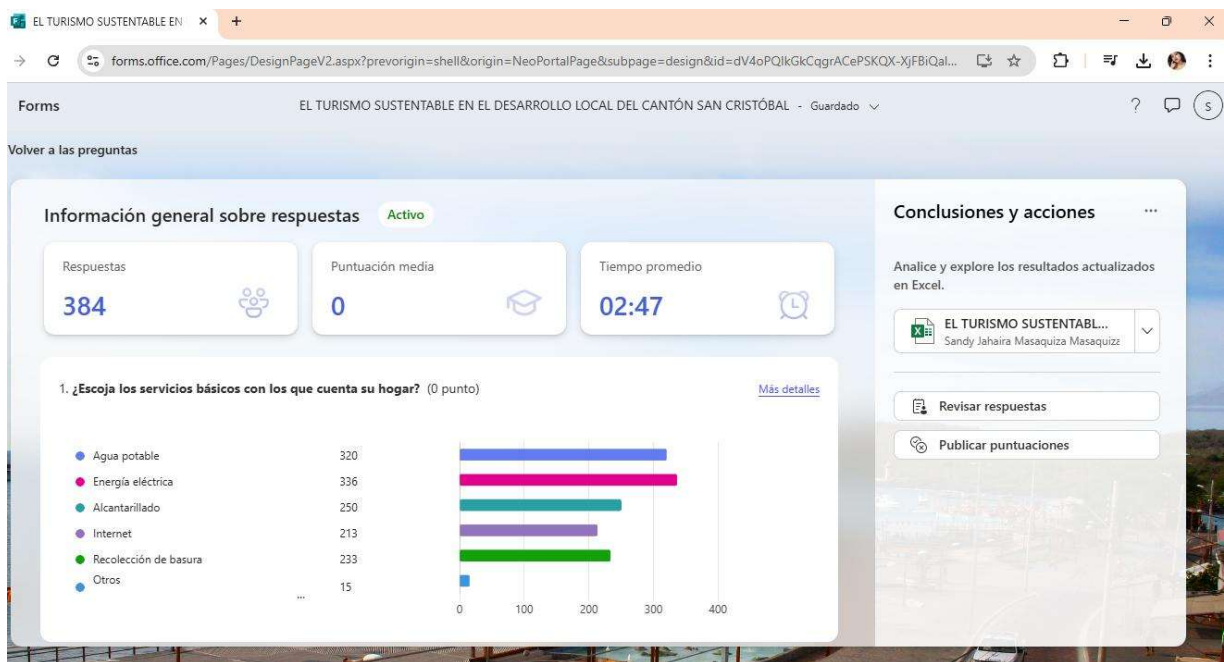 EL TURISMO SUSTENTABLE EN
forms.office.com/Pages/DesignPageV2.aspx?prevorigin=shell&origin=NeoPortalPage&subpage=design&id=dV4oPQIkGkCqgrACePSKQX-XjFBiQal...
Forms
EL TURISMO SUSTENTABLE EN EL DESARROLLO LOCAL DEL CANTÓN SAN CRISTÓBAL - Guardado
?
S
Volver a las preguntas
Información general sobre respuestas
Activo
Respuestas
384
Puntuación media
0
Tiempo promedio
02:47
1. ¿Escoja los servicios básicos con los que cuenta su hogar? (0 punto)
Más detalles
Agua potable 320
Energía eléctrica 336
Alcantarillado 250
Internet 213
Recolección de basura 233
Otros
... 15
0 100 200 300 400
Conclusiones y acciones
...
Analice y explore los resultados actualizados
en Excel.
EL TURISMO SUSTENTABL...
Sandy Jahaira Masaquiza Masaquiza
Revisar respuestas
Publicar puntuaciones